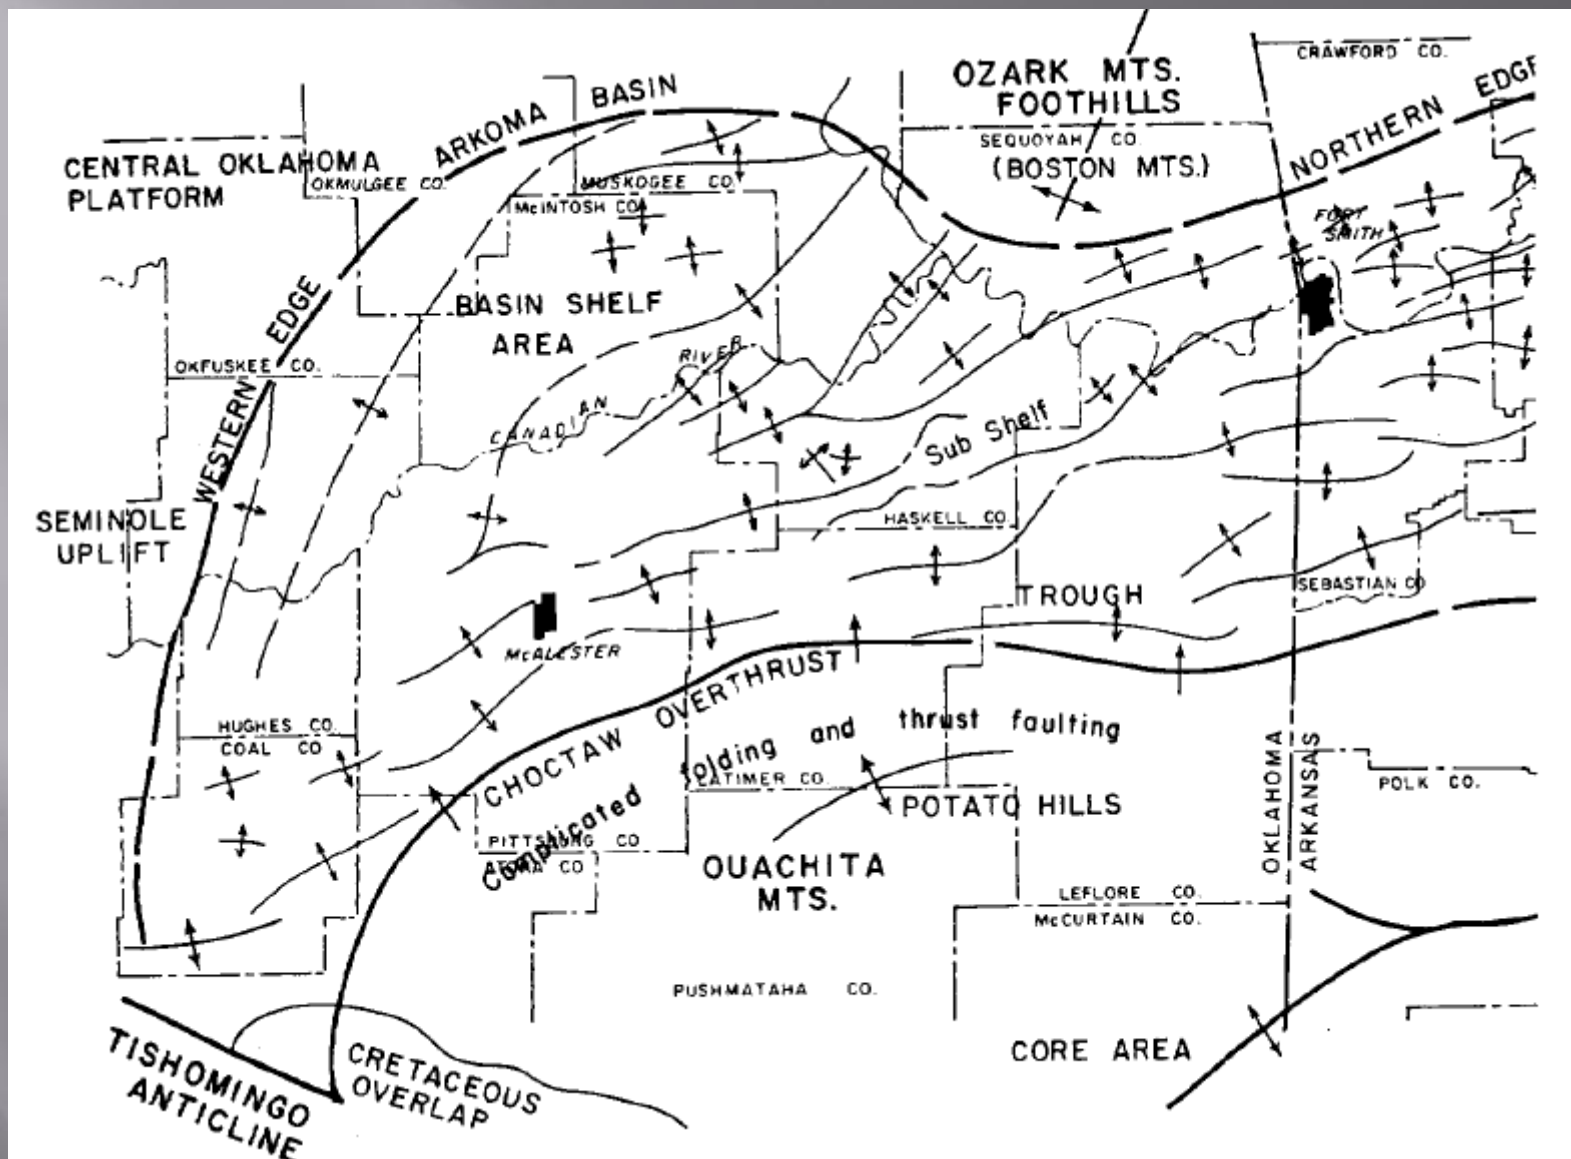 OZARK MTS.
FOOTHILLS
CRAWFORD CO.
ARKOMA BASIN
NORTHERN EDGE
SEQUOYAH CO.
(BOSTON MTS.)
CENTRAL OKLAHOMA
PLATFORM
OKMULGEE CO.
MUSKOGEE CO.
McINTOSH CO.
FORT
SMITH
WESTERN EDGE
BASIN SHELF
AREA
RIVER
OKFUSKEE CO.
CANADIAN
Sub Shelf
SEMINOLE
UPLIFT
HASKELL CO.
SEBASTIAN CO
TROUGH
McALESTER
CHOCTAW OVERTHRUST
HUGHES CO.
COAL CO
Complicated folding and thrust faulting
LATIMER CO.
POTATO HILLS
OKLAHOMA
ARKANSAS
POLK CO.
PITTSBURG CO
ATOKA CO
OUACHITA
MTS.
LEFLORE CO.
McCURTAIN CO.
PUSHMATAHA CO.
CORE AREA
TISHOMINGO
ANTICLINE
CRETACEOUS
OVERLAP